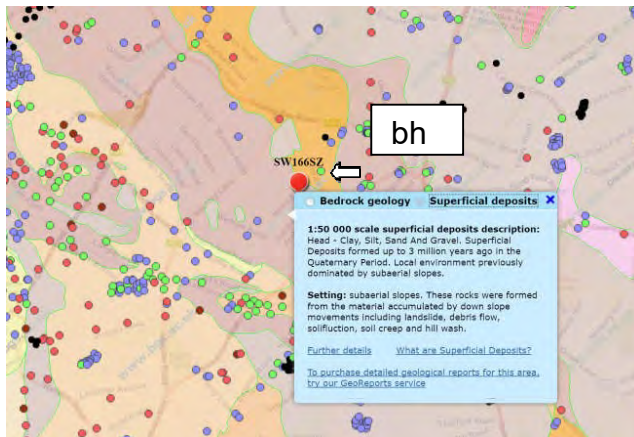 bh
SW166SZ
Bedrock geology Superficial deposits X
1:50 000 scale superficial deposits description:
Head - Clay, Silt, Sand And Gravel. Superficial
Deposits formed up to 3 million years ago in the
Quaternary Period. Local environment previously
dominated by subaerial slopes.
Setting: subaerial slopes. These rocks were formed
from the material accumulated by down slope
movements including landslide, debris flow,
solifluction, soil creep and hill wash.
Further details What are Superficial Deposits?
To purchase detailed geological reports for this area,
try our GeoReports service